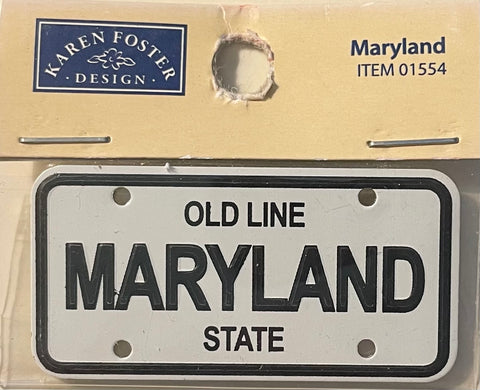 KAREN FOSTER
· DESIGN ·
Maryland
ITEM 01554
OLD LINE
MARYLAND
STATE